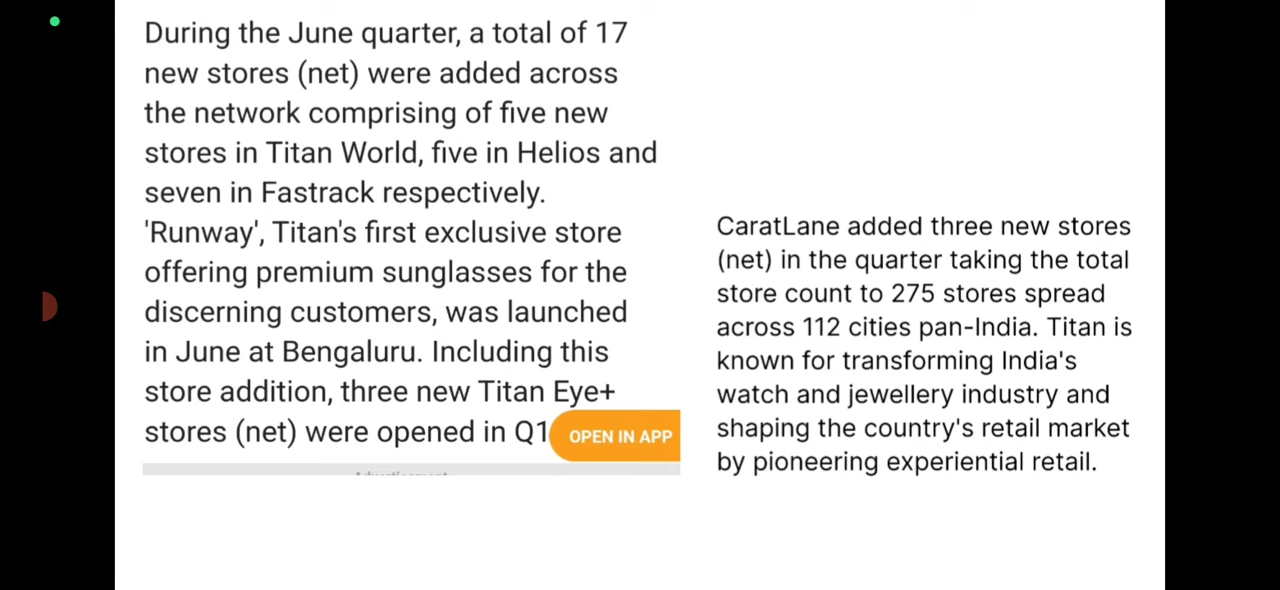 During the June quarter, a total of 17
new stores (net) were added across
the network comprising of five new
stores in Titan World, five in Helios and
seven in Fastrack respectively.
'Runway', Titan's first exclusive store
offering premium sunglasses for the
discerning customers, was launched
in June at Bengaluru. Including this
store addition, three new Titan Eye+
stores (net) were opened in Q1
OPEN IN APP
CaratLane added three new stores
(net) in the quarter taking the total
store count to 275 stores spread
across 112 cities pan-India. Titan is
known for transforming India's
watch and jewellery industry and
shaping the country's retail market
by pioneering experiential retail.